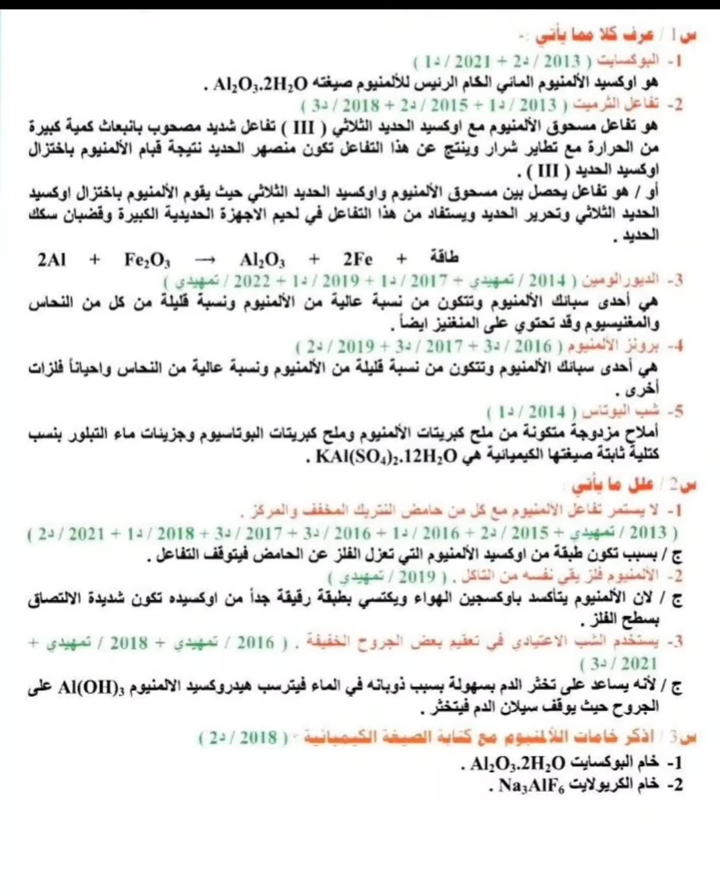 س1 / عرف كلا مما يأتي :-
1- البوكسايت ( 2013 / د2 + 2021 / د1 )
هو اوكسيد الألمنيوم المائي الخام الرئيس للألمنيوم صيغته Al₂O₃.2H₂O .
2- تفاعل الثرميت ( 2013 / د1 + 2015 / د2 + 2018 / د3 )
هو تفاعل مسحوق الألمنيوم مع اوكسيد الحديد الثلاثي ( III ) تفاعل شديد مصحوب بانبعاث كمية كبيرة
من الحرارة مع تطاير شرار وينتج عن هذا التفاعل تكون منصهر الحديد نتيجة قيام الألمنيوم باختزال
اوكسيد الحديد ( III ) .
أو / هو تفاعل يحصل بين مسحوق الألمنيوم واوكسيد الحديد الثلاثي حيث يقوم الألمنيوم باختزال اوكسيد
الحديد الثلاثي وتحرير الحديد ويستفاد من هذا التفاعل في لحيم الاجهزة الحديدية الكبيرة وقضبان سكك
الحديد .
2Al + Fe₂O₃ → Al₂O₃ + 2Fe + طاقة
3- الديور الومين ( 2014 / تمهيدي + 2017 / د1 + 2019 / د1 + 2022 / تمهيدي )
هي أحدى سبائك الألمنيوم وتتكون من نسبة عالية من الألمنيوم ونسبة قليلة من كل من النحاس
والمغنيسيوم وقد تحتوي على المنغنيز ايضاً .
4- برونز الألمنيوم ( 2016 / د3 + 2017 / د3 + 2019 / د2 )
هي أحدى سبائك الألمنيوم وتتكون من نسبة قليلة من الألمنيوم ونسبة عالية من النحاس واحياناً فلزات
أخرى .
5- شب البوتاس ( 2014 / د1 )
أملاح مزدوجة متكونة من ملح كبريتات الألمنيوم وملح كبريتات البوتاسيوم وجزيئات ماء التبلور بنسب
كتلية ثابتة صيغتها الكيميائية هي KAl(SO₄)₂.12H₂O .
س2 / علل ما يأتي :
1- لا يستمر تفاعل الألمنيوم مع كل من حامض النتريك المخفف والمركز .
( 2013 / تمهيدي + 2015 / د2 + 2016 / د1 + 2016 / د3 + 2017 / د3 + 2018 / د1 + 2021 / د2 )
ج / بسبب تكون طبقة من اوكسيد الألمنيوم التي تعزل الفلز عن الحامض فيتوقف التفاعل .
2- الألمنيوم فلز يقي نفسه من التآكل . ( 2019 / تمهيدي )
ج / لان الألمنيوم يتأكسد باوكسجين الهواء ويكتسي بطبقة رقيقة جداً من اوكسيده تكون شديدة الالتصاق
بسطح الفلز .
3- يستخدم الشب الاعتيادي في تعقيم بعض الجروح الخفيفة . ( 2016 / تمهيدي + 2018 / تمهيدي +
2021 / د3 )
ج / لأنه يساعد على تخثر الدم بسهولة بسبب ذوبانه في الماء فيترسب هيدروكسيد الالمنيوم Al(OH)₃ على
الجروح حيث يوقف سيلان الدم فيتخثر .
س3 / اذكر خامات الألمنيوم مع كتابة الصيغة الكيميائية - ( 2018 / د2 )
1- خام البوكسايت Al₂O₃.2H₂O .
2- خام الكريولايت Na₃AlF₆ .